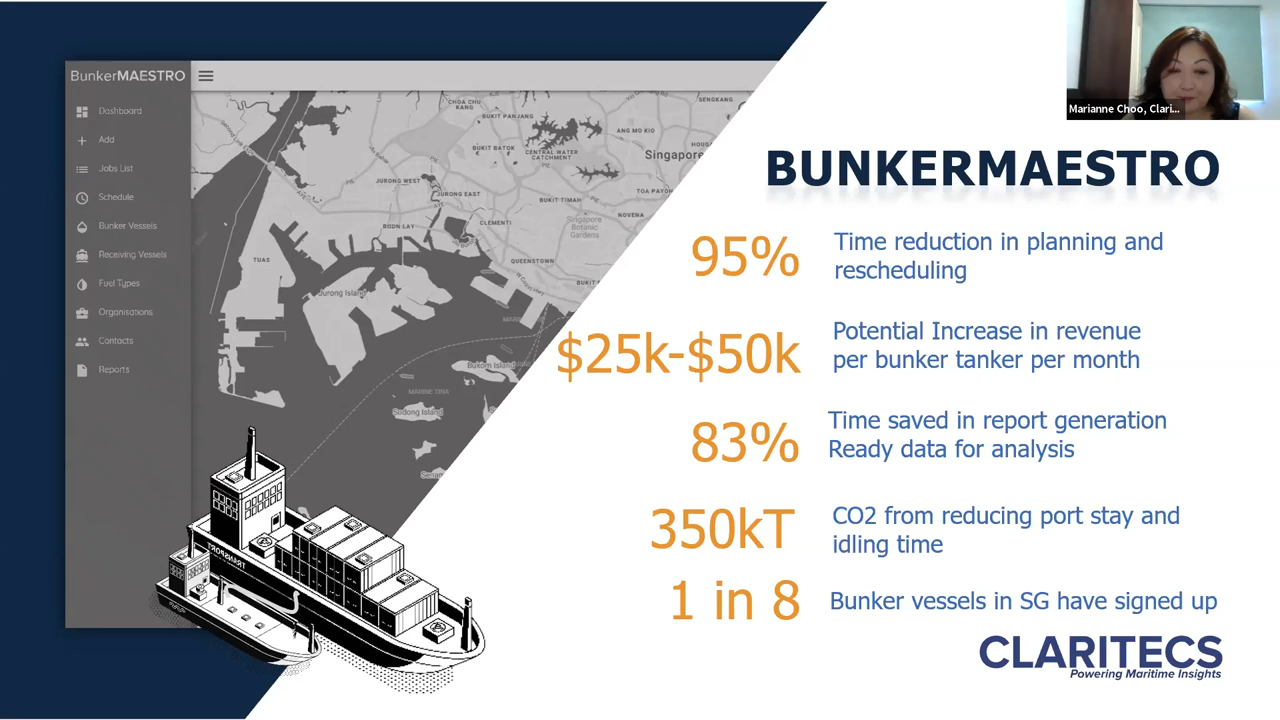 Marianne Choo, Clari...
BUNKERMAESTRO
95%
Time reduction in planning and
rescheduling
$25k-$50k
Potential Increase in revenue
per bunker tanker per month
83%
Time saved in report generation
Ready data for analysis
350kT
CO2 from reducing port stay and
idling time
1 in 8
Bunker vessels in SG have signed up
CLARITECS
Powering Maritime Insights
BunkerMAESTRO
Dashboard
Add
Jobs List
Schedule
Bunker Vessels
Receiving Vessels
Fuel Types
Organisations
Contacts
Reports
CHOA CHU
KANG
BUKIT PANJANG
SENGKANG
ANG MO KIO
BUKIT BATOK
CENTRAL WATER
CATCHMENT
Singapore
JURONG WEST
JURONG EAST
TOA PAYOH
BUKIT TIMAH
NOVENA
Singapore
Botanic
Gardens
CLEMENTI
BOON LAY
TUAS
QUEENSTOWN
Jurong Island
Bukom Island
Sudong Island
TRANSPORT